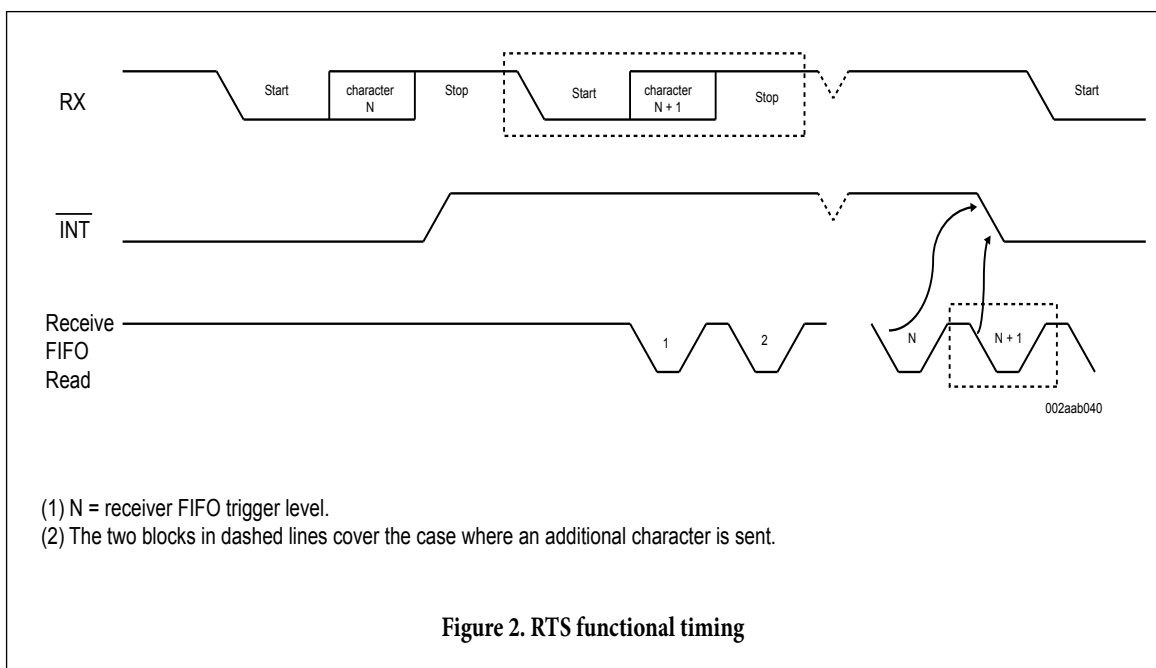 RX
Start
character
N
Stop
Start
character
N + 1
Stop
Start
INT
Receive
FIFO
Read
1
2
N
N + 1
002aab040
(1) N = receiver FIFO trigger level.
(2) The two blocks in dashed lines cover the case where an additional character is sent.
Figure 2. RTS functional timing